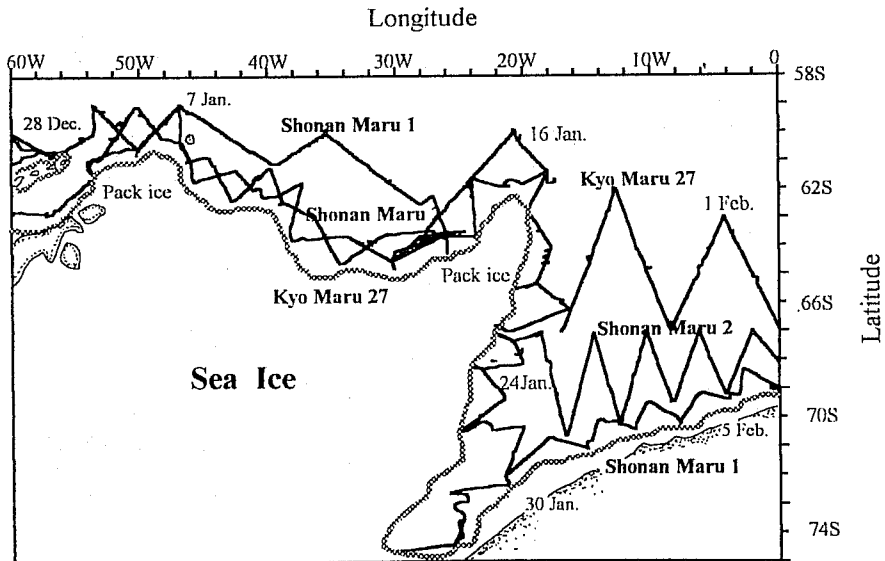 Longitude
60W 50W 40W 30W 20W 10W 0
58S
7 Jan.
28 Dec.
Shonan Maru 1
16 Jan.
Pack ice
Kyo Maru 27
62S
Shonan Maru
1 Feb.
Kyo Maru 27
Pack ice
66S
Latitude
Shonan Maru 2
Sea Ice
24Jan.
70S
5 Feb.
Shonan Maru 1
30 Jan.
74S